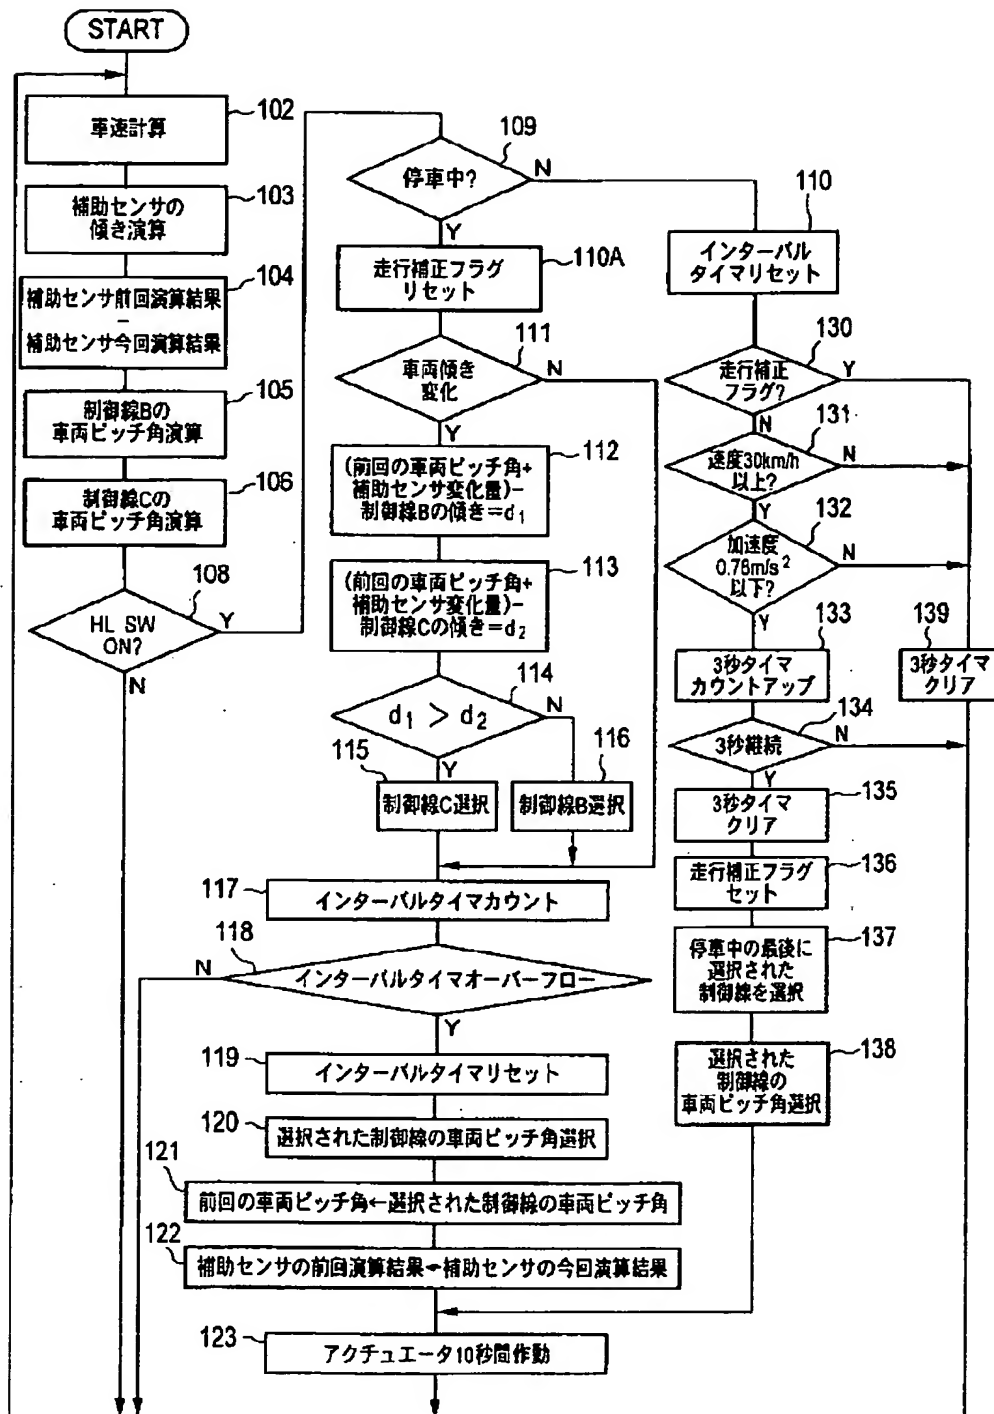 START
102
車速計算
103
補助センサの
傾き演算
104
補助センサ前回演算結果
−
補助センサ今回演算結果
105
制御線Bの
車両ピッチ角演算
106
制御線Cの
車両ピッチ角演算
108
HL SW
ON?
Y
N
109
停車中?
N
Y
110A
走行補正フラグ
リセット
111
車両傾き
変化
N
Y
112
(前回の車両ピッチ角+
補助センサ変化量)−
制御線Bの傾き=d1
113
(前回の車両ピッチ角+
補助センサ変化量)−
制御線Cの傾き=d2
114
d1 > d2
N
Y
115
制御線C選択
116
制御線B選択
117
インターバルタイマカウント
118
インターバルタイマオーバーフロー
N
Y
119
インターバルタイマリセット
120
選択された制御線の車両ピッチ角選択
121
前回の車両ピッチ角←選択された制御線の車両ピッチ角
122
補助センサの前回演算結果←補助センサの今回演算結果
123
アクチュエータ10秒間作動
110
インターバル
タイマリセット
130
走行補正
フラグ?
Y
N
131
速度30km/h
以上?
N
Y
132
加速度
0.78m/s2
以下?
N
Y
133
3秒タイマ
カウントアップ
139
3秒タイマ
クリア
134
3秒継続
N
Y
135
3秒タイマ
クリア
136
走行補正フラグ
セット
137
停車中の最後に
選択された
制御線を選択
138
選択された
制御線の
車両ピッチ角選択